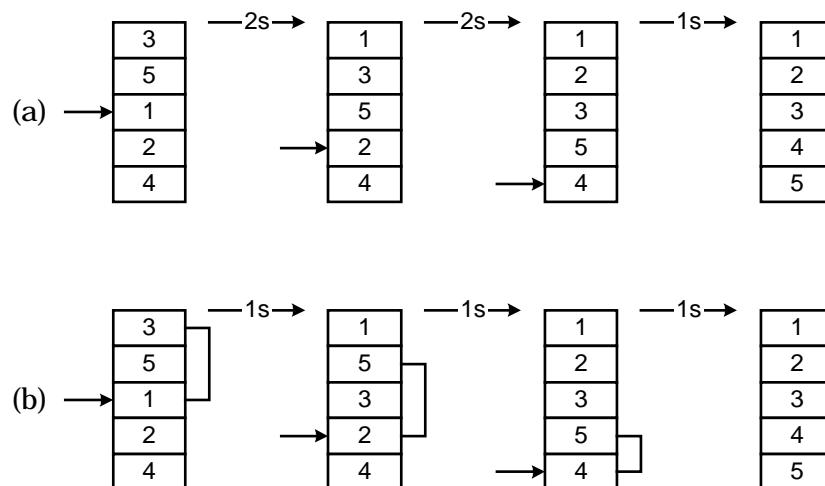 3 2s 1 2s 1 1s 1
5 3 2 2
(a) 1 5 3 3
2 2 5 4
4 4 4 5
3 1s 1 1s 1 1s 1
5 5 2 2
(b) 1 3 3 3
2 2 5 4
4 4 4 5